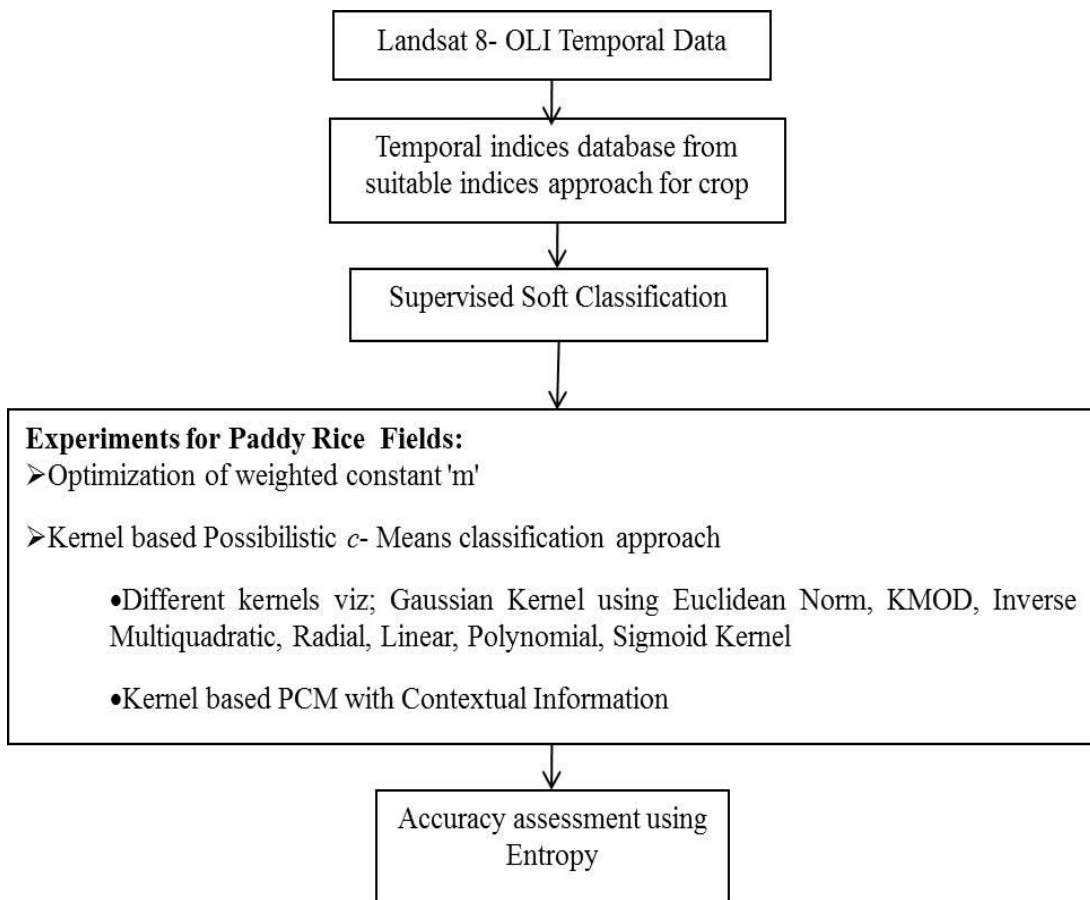 Landsat 8- OLI Temporal Data
Temporal indices database from
suitable indices approach for crop
Supervised Soft Classification
Experiments for Paddy Rice Fields:
➢Optimization of weighted constant 'm'
➢Kernel based Possibilistic c- Means classification approach
•Different kernels viz; Gaussian Kernel using Euclidean Norm, KMOD, Inverse
Multiquadratic, Radial, Linear, Polynomial, Sigmoid Kernel
•Kernel based PCM with Contextual Information
Accuracy assessment using
Entropy